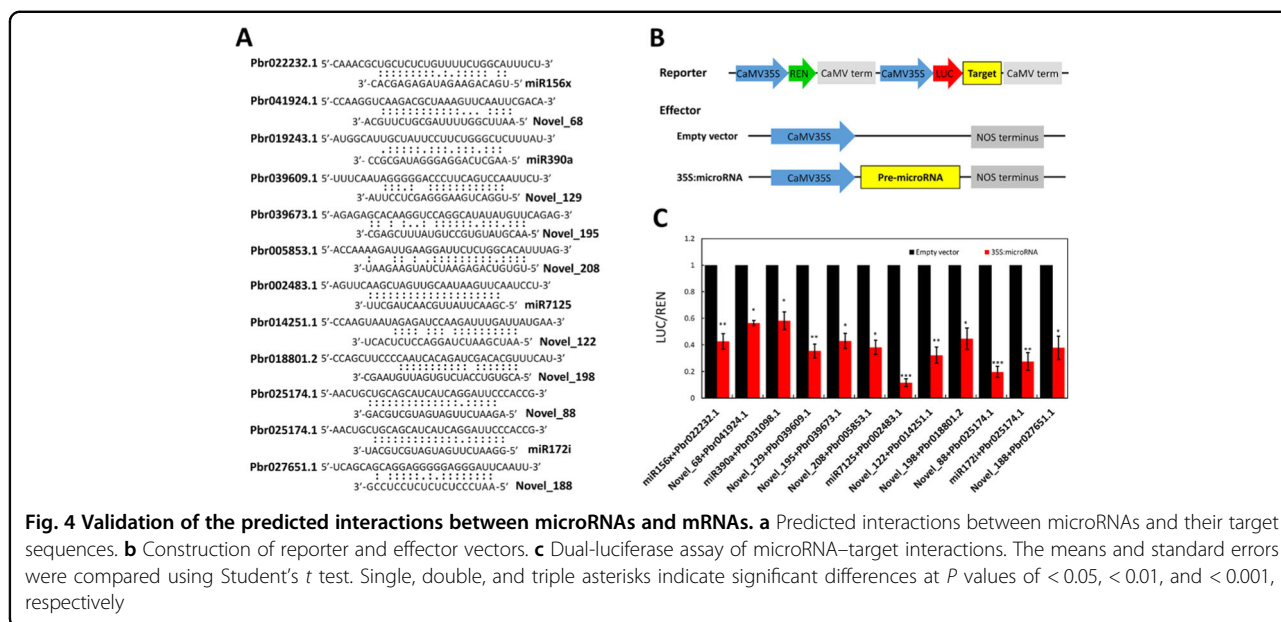 A
Pbr022232.1 5′-CAAACGCUGCUCUCUGUUUUCUGGCAUUUCU-3′
3′-CACGAGAGAUAGAAGACAGU-5′ miR156x
Pbr041924.1 5′-CCAAGGUCAAGACGCUAAAGUUCAAUUCGACA-3′
3′-ACGUUCUGCGAUUUUGGCUUAA-5′ Novel_68
Pbr019243.1 5′-AUGGCAUUGCUAUUCCUUCUGGGCUCUUUAU-3′
3′-CCGCGAUAGGGAGGACUCGAA-5′ miR390a
Pbr039609.1 5′-UUUCAAUAGGGGGACCCUUCAGUCCAAUUCU-3′
3′-AUUCCUCGAGGGAAGUCAGGU-5′ Novel_129
Pbr039673.1 5′-AGAGAGCACAAGGUCCAGGCAUAUAUGUUCAGAG-3′
3′-CGAGCUUUAUGUCCGUGUAUGCAA-5′ Novel_195
Pbr005853.1 5′-ACCAAAAGAUUGAAGGAUUCUCUGGCACAUUUAG-3′
3′-UAAGAAGUAUCUAAGAGACUGUGU-5′ Novel_208
Pbr002483.1 5′-AGUUCAAGCUAGUUGCAAUAAGUUCAAUCCU-3′
3′-UUCGAUCAACGUUAUUCAAGC-5′ miR7125
Pbr014251.1 5′-CCAAGUAAUAGAGAUCCAAGAUUUGAUUAUGAA-3′
3′-UCACUCUCCAGGAUCUAAGCUAA-5′ Novel_122
Pbr018801.2 5′-CCAGCUUCCCCAAUCACAGAUCGACACGUUUCAU-3′
3′-CGAAUGUUAGUGUCUACCUGUGCA-5′ Novel_198
Pbr025174.1 5′-AACUGCUGCAGCAUCAUCAGGAUUCCCACCG-3′
3′-GACGUCGUAGUAGUUCUAAGA-5′ Novel_88
Pbr025174.1 5′-AACUGCUGCAGCAUCAUCAGGAUUCCCACCG-3′
3′-UACGUCGUAGUAGUUCUAAGG-5′ miR172i
Pbr027651.1 5′-UCAGCAGCAGGAGGGGGAGGGAUUCAAUU-3′
3′-GCCUCCUCUCUCUCCCUAA-5′ Novel_188
B
Reporter CaMV35S REN CaMV term CaMV35S LUC Target CaMV term
Effector
Empty vector CaMV35S NOS terminus
35S:microRNA CaMV35S Pre-microRNA NOS terminus
C
LUC/REN
1.2
1
0.8
0.6
0.4
0.2
0
Empty vector 35S:microRNA
** * * ** * * *** ** * *** ** *
miR156x+Pbr022232.1
Novel_68+Pbr041924.1
miR390a+Pbr031098.1
Novel_129+Pbr039609.1
Novel_195+Pbr039673.1
Novel_208+Pbr005853.1
miR7125+Pbr002483.1
Novel_122+Pbr014251.1
Novel_198+Pbr018801.2
Novel_88+Pbr025174.1
miR172i+Pbr025174.1
Novel_188+Pbr027651.1
Fig. 4 Validation of the predicted interactions between microRNAs and mRNAs. a Predicted interactions between microRNAs and their target
sequences. b Construction of reporter and effector vectors. c Dual-luciferase assay of microRNA–target interactions. The means and standard errors
were compared using Student's t test. Single, double, and triple asterisks indicate significant differences at P values of < 0.05, < 0.01, and < 0.001,
respectively